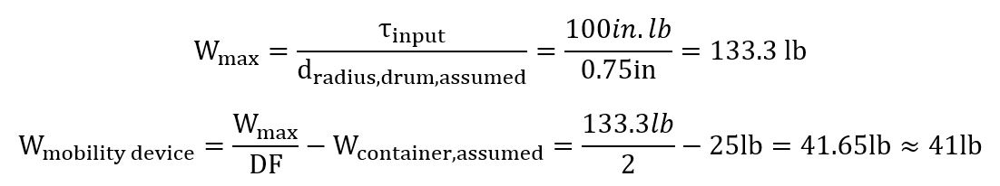 W_max = τ_input / d_radius,drum,assumed = 100in.lb / 0.75in = 133.3 lb
W_mobility device = W_max / DF − W_container,assumed = 133.3lb / 2 − 25lb = 41.65lb ≈ 41lb